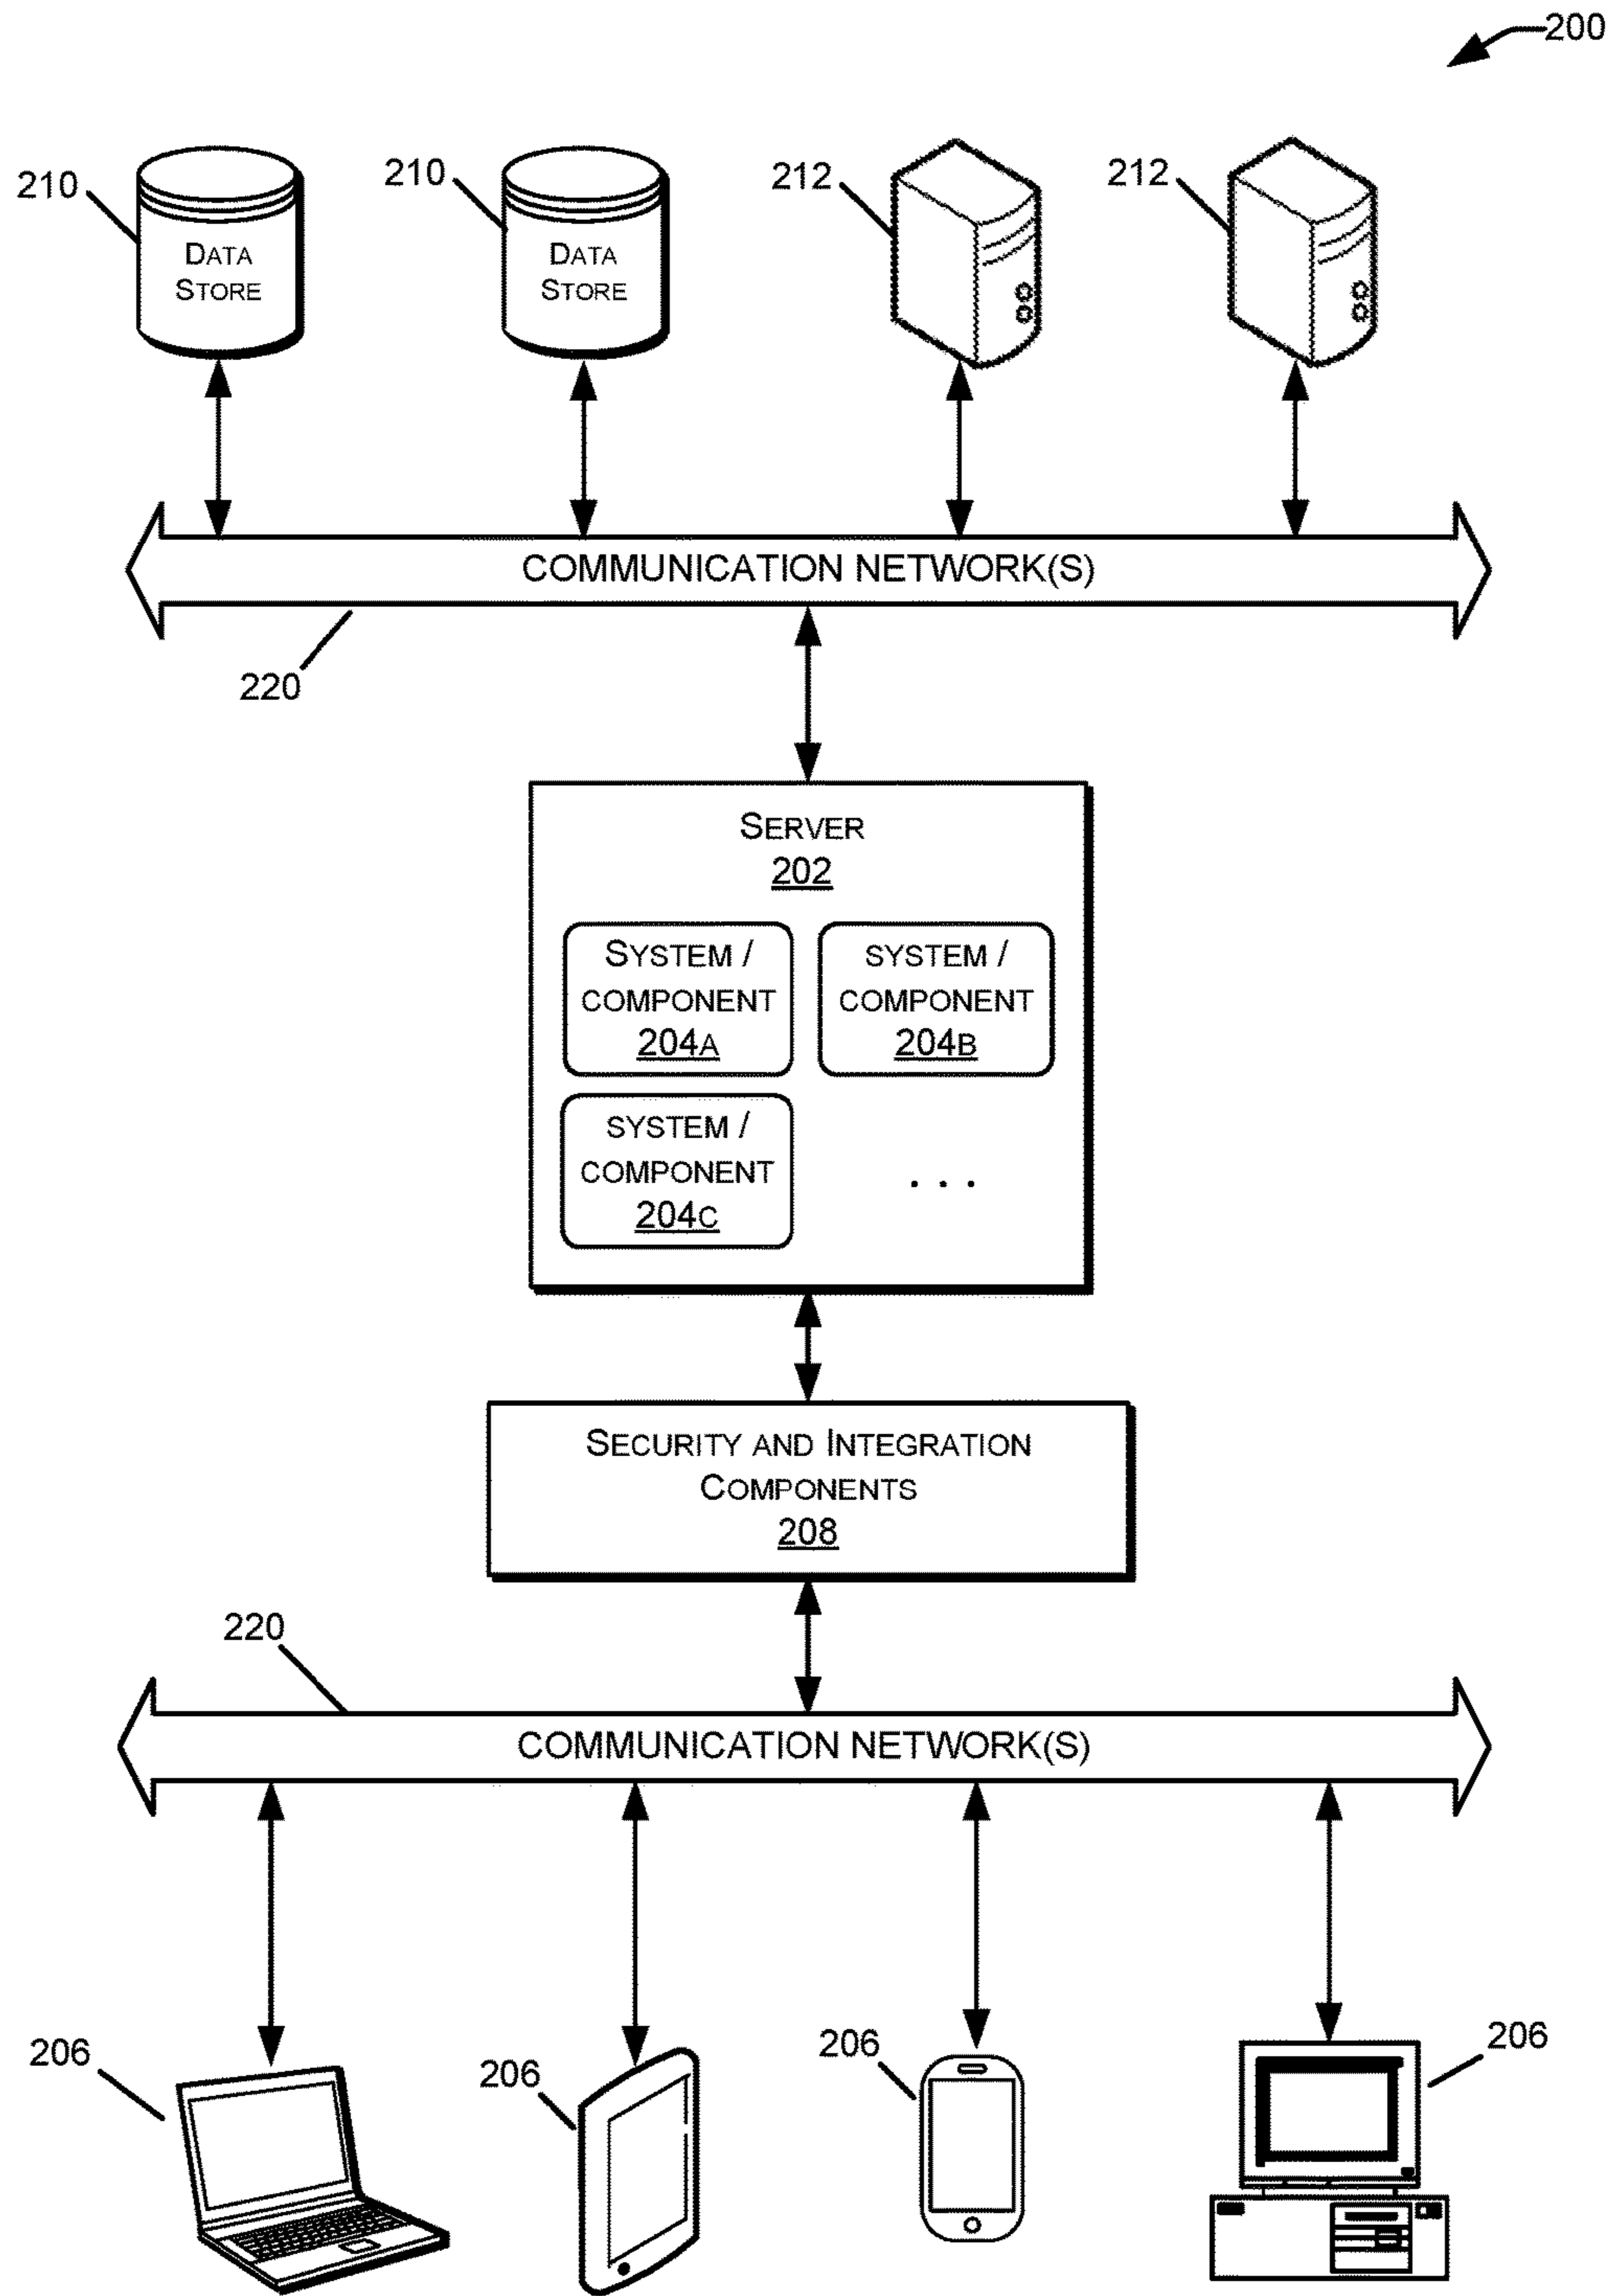 200
210
210
212
212
DATA
STORE
DATA
STORE
COMMUNICATION NETWORK(S)
220
SERVER
202
SYSTEM /
COMPONENT
204A
SYSTEM /
COMPONENT
204B
SYSTEM /
COMPONENT
204C
. . .
SECURITY AND INTEGRATION
COMPONENTS
208
220
COMMUNICATION NETWORK(S)
206
206
206
206